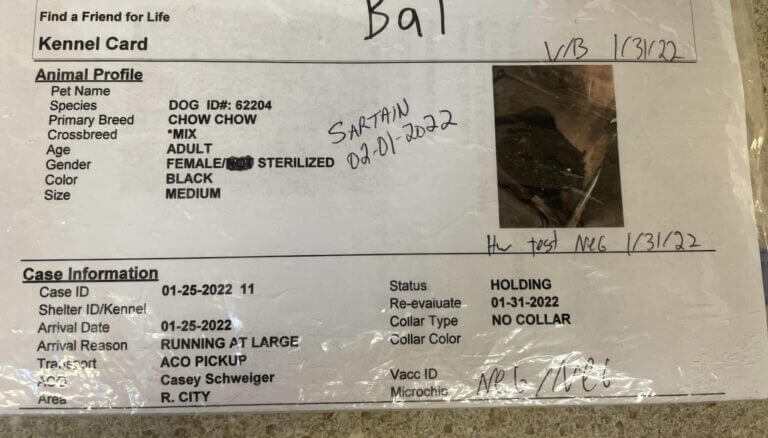 Bal
Find a Friend for Life
Kennel Card
V/B 1/31/22
Animal Profile
Pet Name
Species DOG ID#: 62204
Primary Breed CHOW CHOW
Crossbreed *MIX
Age ADULT
Gender FEMALE/ STERILIZED
Color BLACK
Size MEDIUM
SARTAIN
02-01-2022
Hw test NEG 1/31/22
Case Information
Case ID 01-25-2022 11
Shelter ID/Kennel
Arrival Date 01-25-2022
Arrival Reason RUNNING AT LARGE
Transport ACO PICKUP
ACO Casey Schweiger
Area R. CITY
Status HOLDING
Re-evaluate 01-31-2022
Collar Type NO COLLAR
Collar Color
Vacc ID
Microchip NEG/NEG